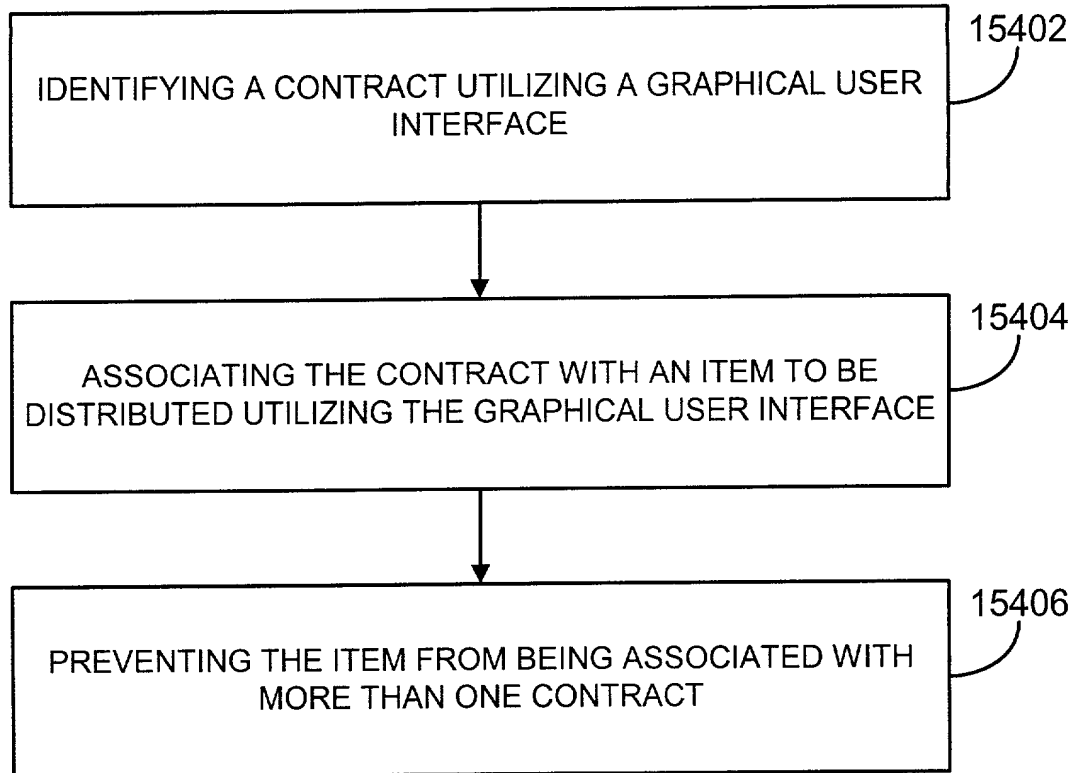 15402
IDENTIFYING A CONTRACT UTILIZING A GRAPHICAL USER
INTERFACE
15404
ASSOCIATING THE CONTRACT WITH AN ITEM TO BE
DISTRIBUTED UTILIZING THE GRAPHICAL USER INTERFACE
15406
PREVENTING THE ITEM FROM BEING ASSOCIATED WITH
MORE THAN ONE CONTRACT